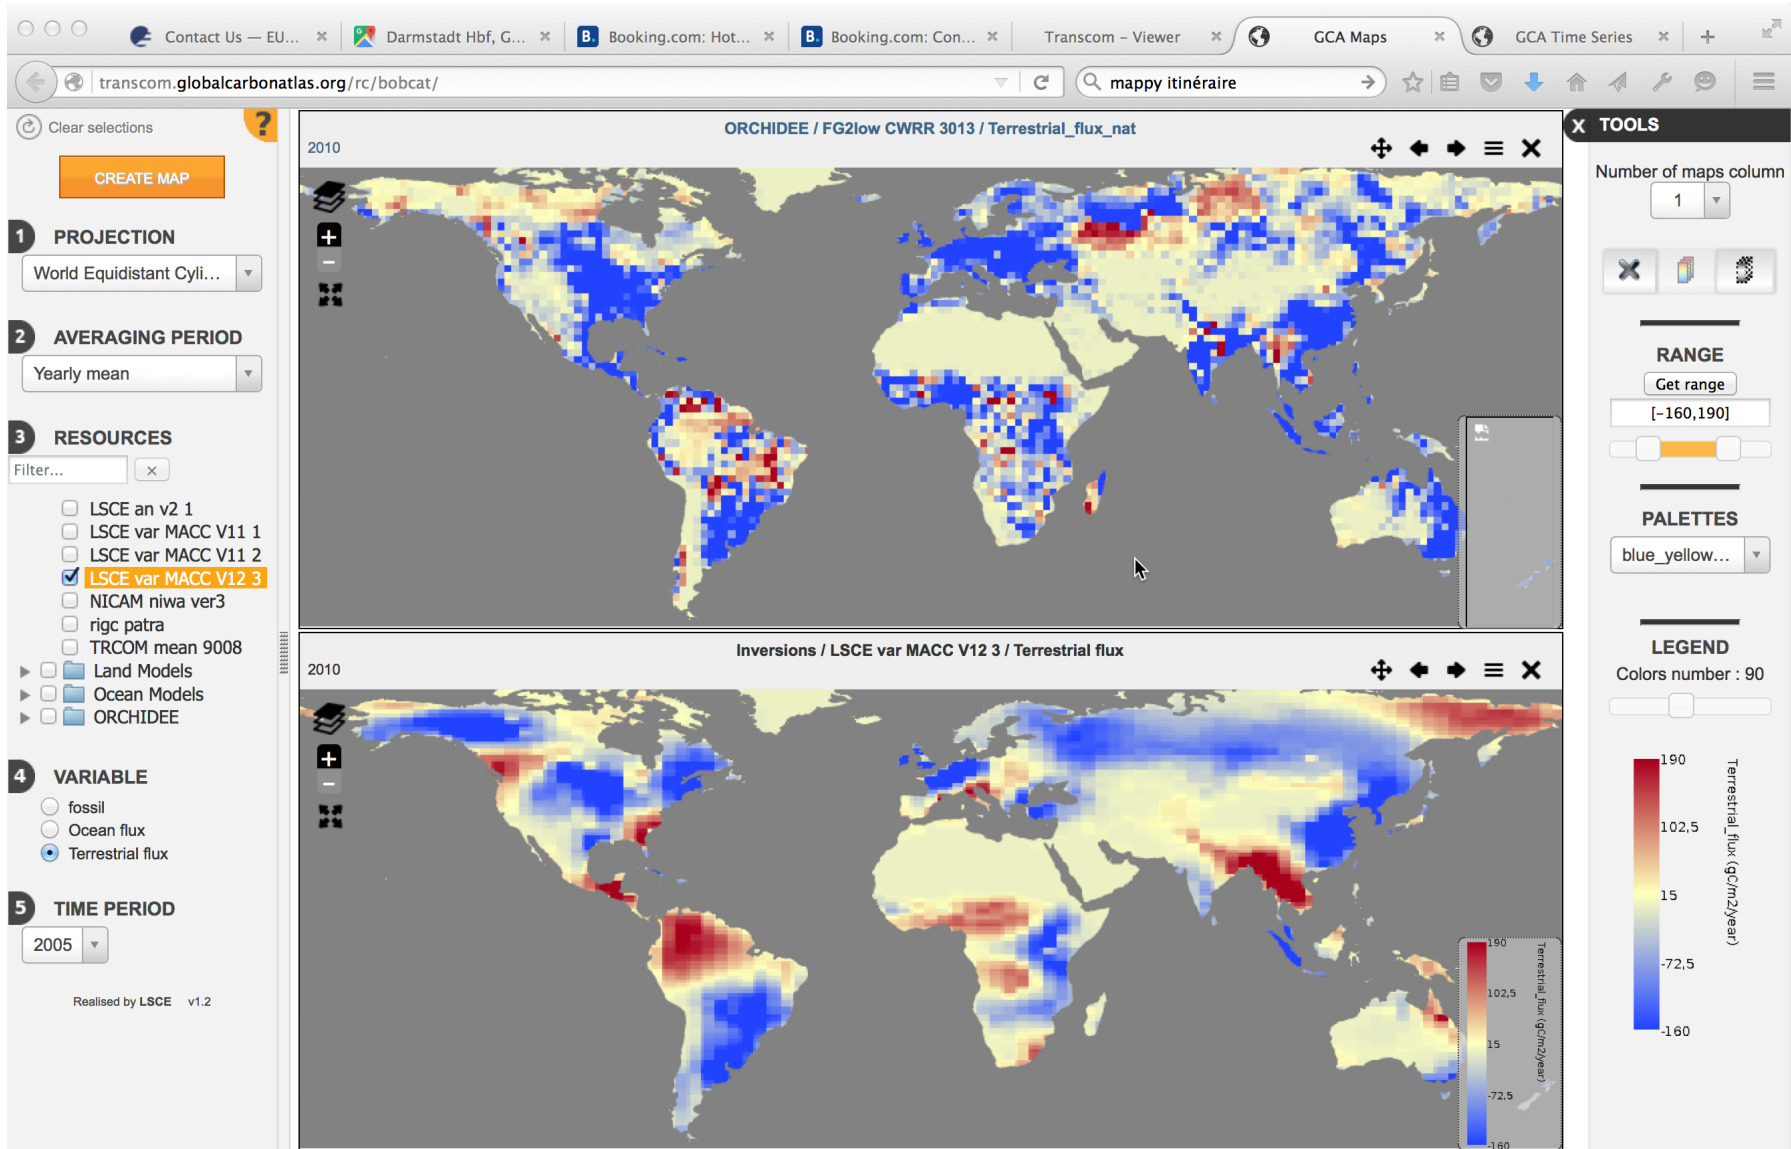 Contact Us — EU...
Darmstadt Hbf, G...
Booking.com: Hot...
Booking.com: Con...
Transcom – Viewer
GCA Maps
GCA Time Series
transcom.globalcarbonatlas.org/rc/bobcat/
mappy itinéraire
Clear selections
?
CREATE MAP
1 PROJECTION
World Equidistant Cyli...
2 AVERAGING PERIOD
Yearly mean
3 RESOURCES
Filter...
LSCE an v2 1
LSCE var MACC V11 1
LSCE var MACC V11 2
LSCE var MACC V12 3
NICAM niwa ver3
rigc patra
TRCOM mean 9008
Land Models
Ocean Models
ORCHIDEE
4 VARIABLE
fossil
Ocean flux
Terrestrial flux
5 TIME PERIOD
2005
Realised by LSCE v1.2
ORCHIDEE / FG2low CWRR 3013 / Terrestrial_flux_nat
2010
Inversions / LSCE var MACC V12 3 / Terrestrial flux
2010
190
102,5
15
-72,5
-160
Terrestrial_flux (gC/m2/year)
X TOOLS
Number of maps column
1
RANGE
Get range
[-160,190]
PALETTES
blue_yellow...
LEGEND
Colors number : 90
190
102,5
15
-72,5
-160
Terrestrial_flux (gC/m2/year)